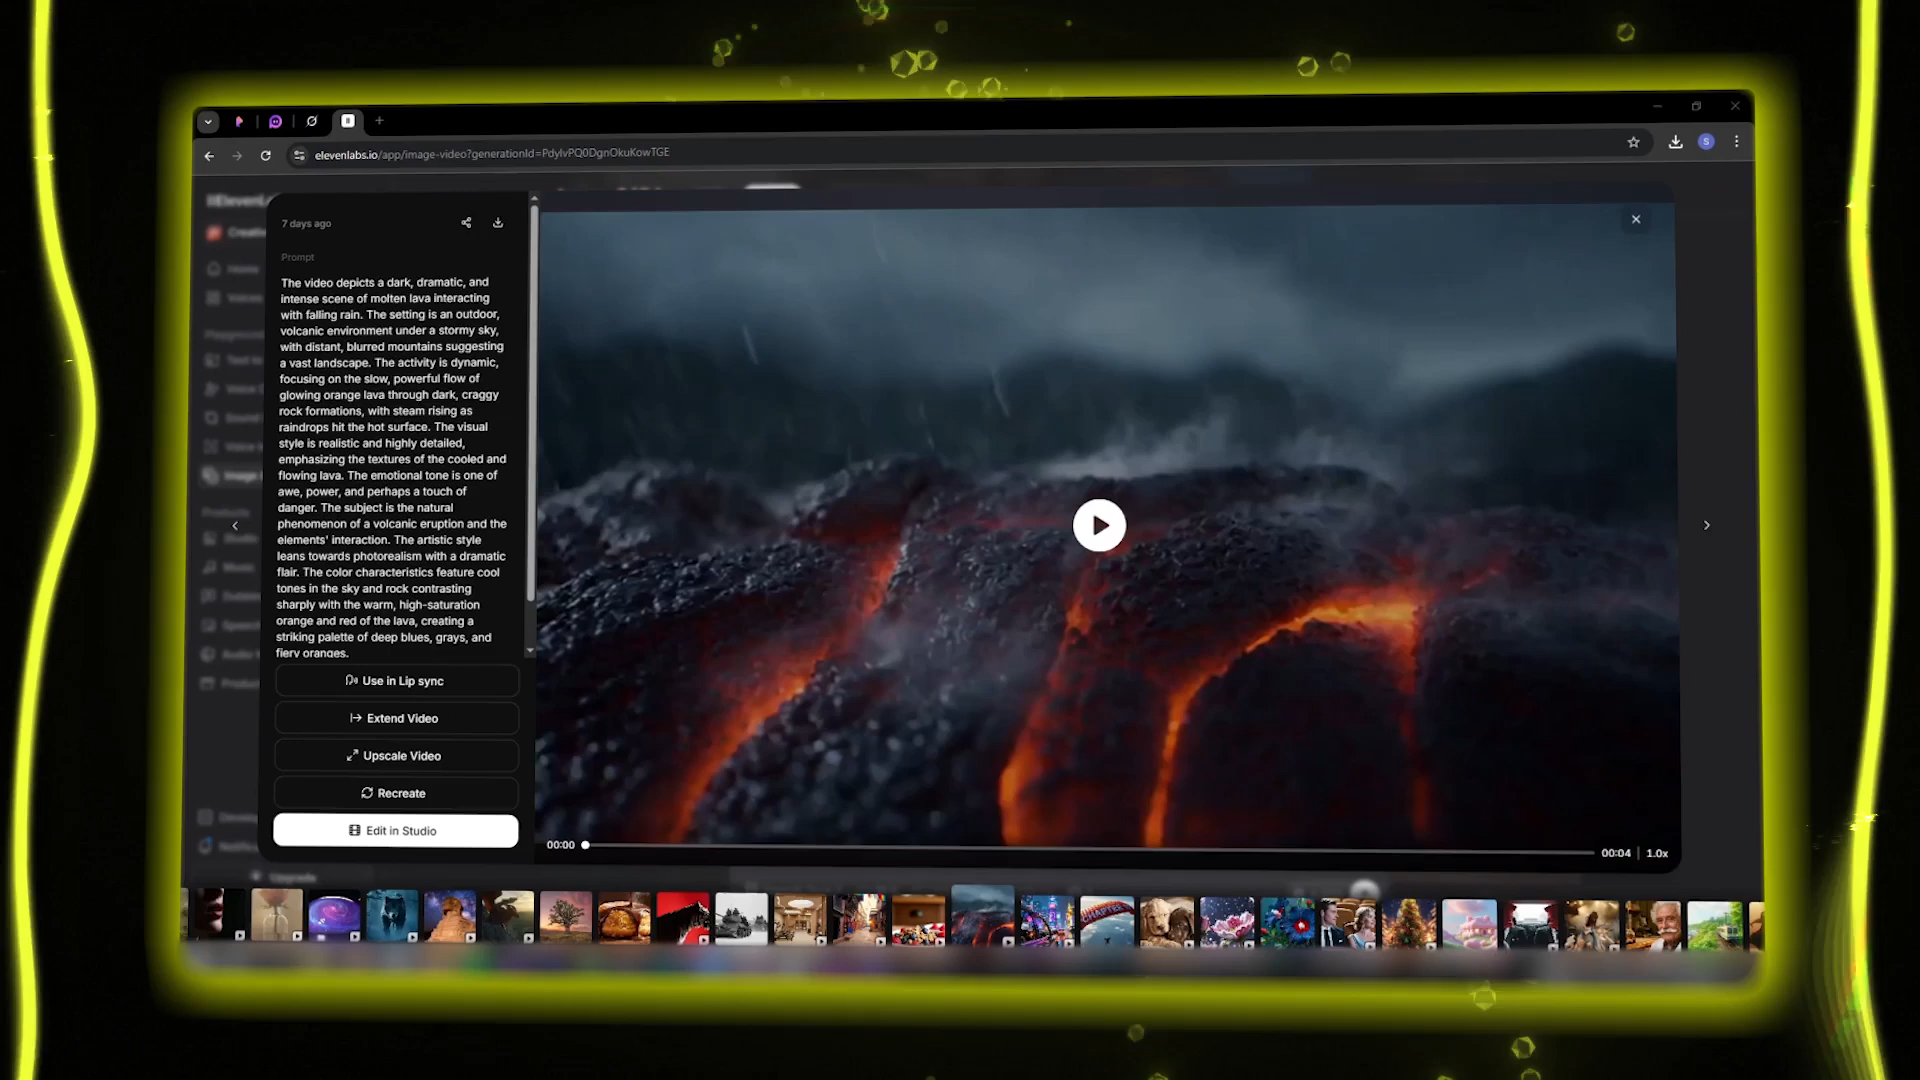 elevenlabs.io/app/image-video?generationId=PdylvPQ0DgnOkuKowTGE
S
7 days ago
Prompt
The video depicts a dark, dramatic, and
intense scene of molten lava interacting
with falling rain. The setting is an outdoor,
volcanic environment under a stormy sky,
with distant, blurred mountains suggesting
a vast landscape. The activity is dynamic,
focusing on the slow, powerful flow of
glowing orange lava through dark, craggy
rock formations, with steam rising as
raindrops hit the hot surface. The visual
style is realistic and highly detailed,
emphasizing the textures of the cooled and
flowing lava. The emotional tone is one of
awe, power, and perhaps a touch of
danger. The subject is the natural
phenomenon of a volcanic eruption and the
elements' interaction. The artistic style
leans towards photorealism with a dramatic
flair. The color characteristics feature cool
tones in the sky and rock contrasting
sharply with the warm, high-saturation
orange and red of the lava, creating a
striking palette of deep blues, grays, and
fiery oranges.
Use in Lip sync
Extend Video
Upscale Video
Recreate
Edit in Studio
00:00
00:04 | 1.0x
Home
Voices
Studio
Music
Upgrade
CHAPTER